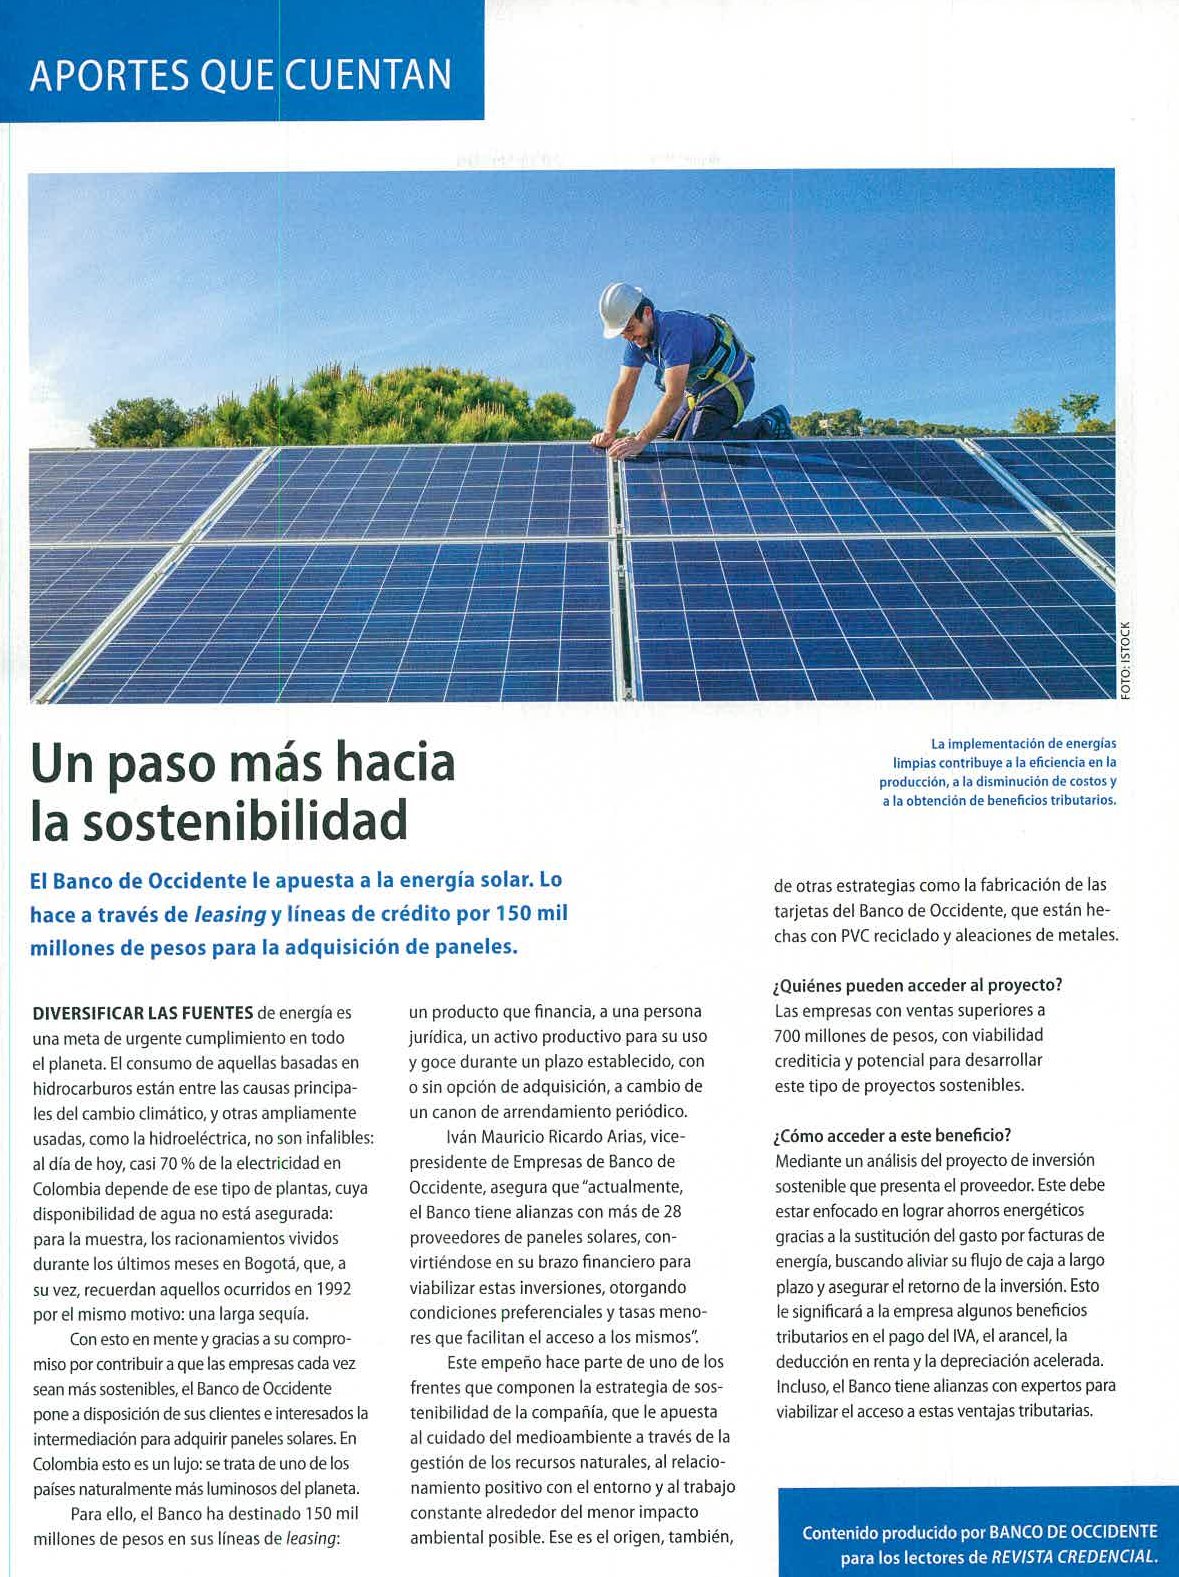 APORTES QUE CUENTAN
FOTO: ISTOCK
Un paso más hacia
la sostenibilidad
La implementación de energías
limpias contribuye a la eficiencia en la
producción, a la disminución de costos y
a la obtención de beneficios tributarios.
El Banco de Occidente le apuesta a la energía solar. Lo
hace a través de leasing y líneas de crédito por 150 mil
millones de pesos para la adquisición de paneles.
DIVERSIFICAR LAS FUENTES de energía es
una meta de urgente cumplimiento en todo
el planeta. El consumo de aquellas basadas en
hidrocarburos están entre las causas principa-
les del cambio climático, y otras ampliamente
usadas, como la hidroeléctrica, no son infalibles:
al día de hoy, casi 70 % de la electricidad en
Colombia depende de ese tipo de plantas, cuya
disponibilidad de agua no está asegurada:
para la muestra, los racionamientos vividos
durante los últimos meses en Bogotá, que, a
su vez, recuerdan aquellos ocurridos en 1992
por el mismo motivo: una larga sequía.
Con esto en mente y gracias a su compro-
miso por contribuir a que las empresas cada vez
sean más sostenibles, el Banco de Occidente
pone a disposición de sus clientes e interesados la
intermediación para adquirir paneles solares. En
Colombia esto es un lujo: se trata de uno de los
países naturalmente más luminosos del planeta.
Para ello, el Banco ha destinado 150 mil
millones de pesos en sus líneas de leasing:
un producto que financia, a una persona
jurídica, un activo productivo para su uso
y goce durante un plazo establecido, con
o sin opción de adquisición, a cambio de
un canon de arrendamiento periódico.
Iván Mauricio Ricardo Arias, vice-
presidente de Empresas de Banco de
Occidente, asegura que “actualmente,
el Banco tiene alianzas con más de 28
proveedores de paneles solares, con-
virtiéndose en su brazo financiero para
viabilizar estas inversiones, otorgando
condiciones preferenciales y tasas meno-
res que facilitan el acceso a los mismos”.
Este empeño hace parte de uno de los
frentes que componen la estrategia de sos-
tenibilidad de la compañía, que le apuesta
al cuidado del medioambiente a través de la
gestión de los recursos naturales, al relacio-
namiento positivo con el entorno y al trabajo
constante alrededor del menor impacto
ambiental posible. Ese es el origen, también,
de otras estrategias como la fabricación de las
tarjetas del Banco de Occidente, que están he-
chas con PVC reciclado y aleaciones de metales.
¿Quiénes pueden acceder al proyecto?
Las empresas con ventas superiores a
700 millones de pesos, con viabilidad
crediticia y potencial para desarrollar
este tipo de proyectos sostenibles.
¿Cómo acceder a este beneficio?
Mediante un análisis del proyecto de inversión
sostenible que presenta el proveedor. Este debe
estar enfocado en lograr ahorros energéticos
gracias a la sustitución del gasto por facturas de
energía, buscando aliviar su flujo de caja a largo
plazo y asegurar el retorno de la inversión. Esto
le significará a la empresa algunos beneficios
tributarios en el pago del IVA, el arancel, la
deducción en renta y la depreciación acelerada.
Incluso, el Banco tiene alianzas con expertos para
viabilizar el acceso a estas ventajas tributarias.
Contenido producido por BANCO DE OCCIDENTE
para los lectores de REVISTA CREDENCIAL.